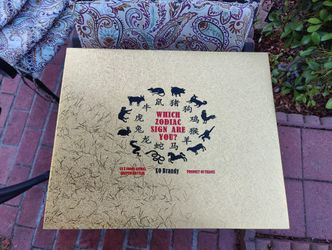 鼠 猪
牛 狗
虎 WHICH 鸡
ZODIAC
兔 SIGN ARE 猴
YOU?
龙 羊
蛇 马
XO Brandy
PRODUCT OF FRANCE